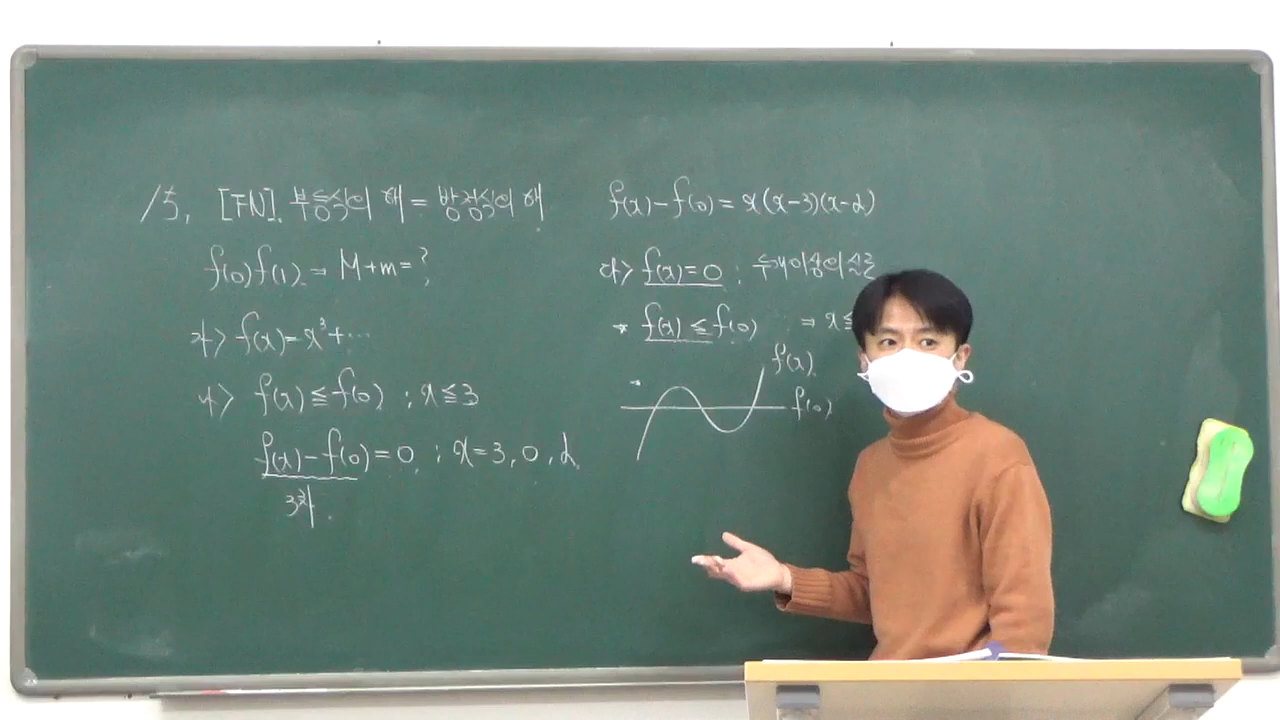 15. [FN]. 부등식의 해 = 방정식의 해
f(0)f(1) ⇒ M+m=?
가> f(x)=x³+⋯
나> f(x)≦f(0) ; x≦3
f(x)-f(0)=0 ; x=3, 0, α
3차.
f(x)-f(0)=x(x-3)(x-α)
다> f(x)=0 ; 두개이상의 실근
* f(x)≦f(0) ⇒ x≦
f(x)
f(0)